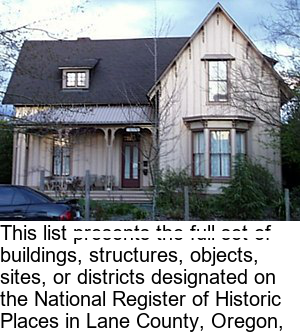 This list presents the full set of
buildings, structures, objects,
sites, or districts designated on
the National Register of Historic
Places in Lane County, Oregon,